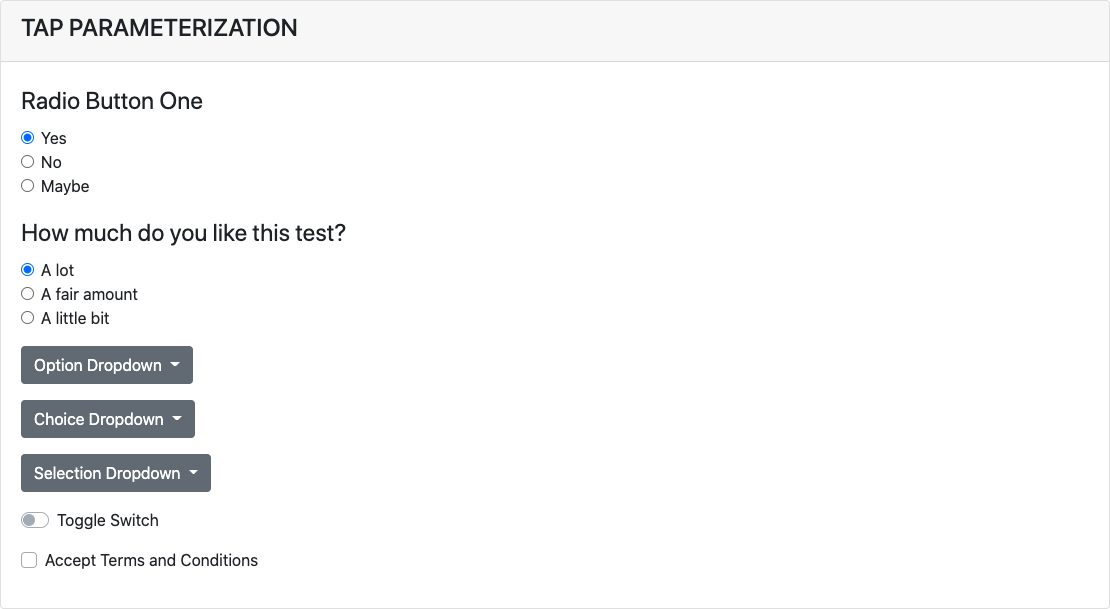 TAP PARAMETERIZATION
Radio Button One
Yes
No
Maybe
How much do you like this test?
A lot
A fair amount
A little bit
Option Dropdown
Choice Dropdown
Selection Dropdown
Toggle Switch
Accept Terms and Conditions